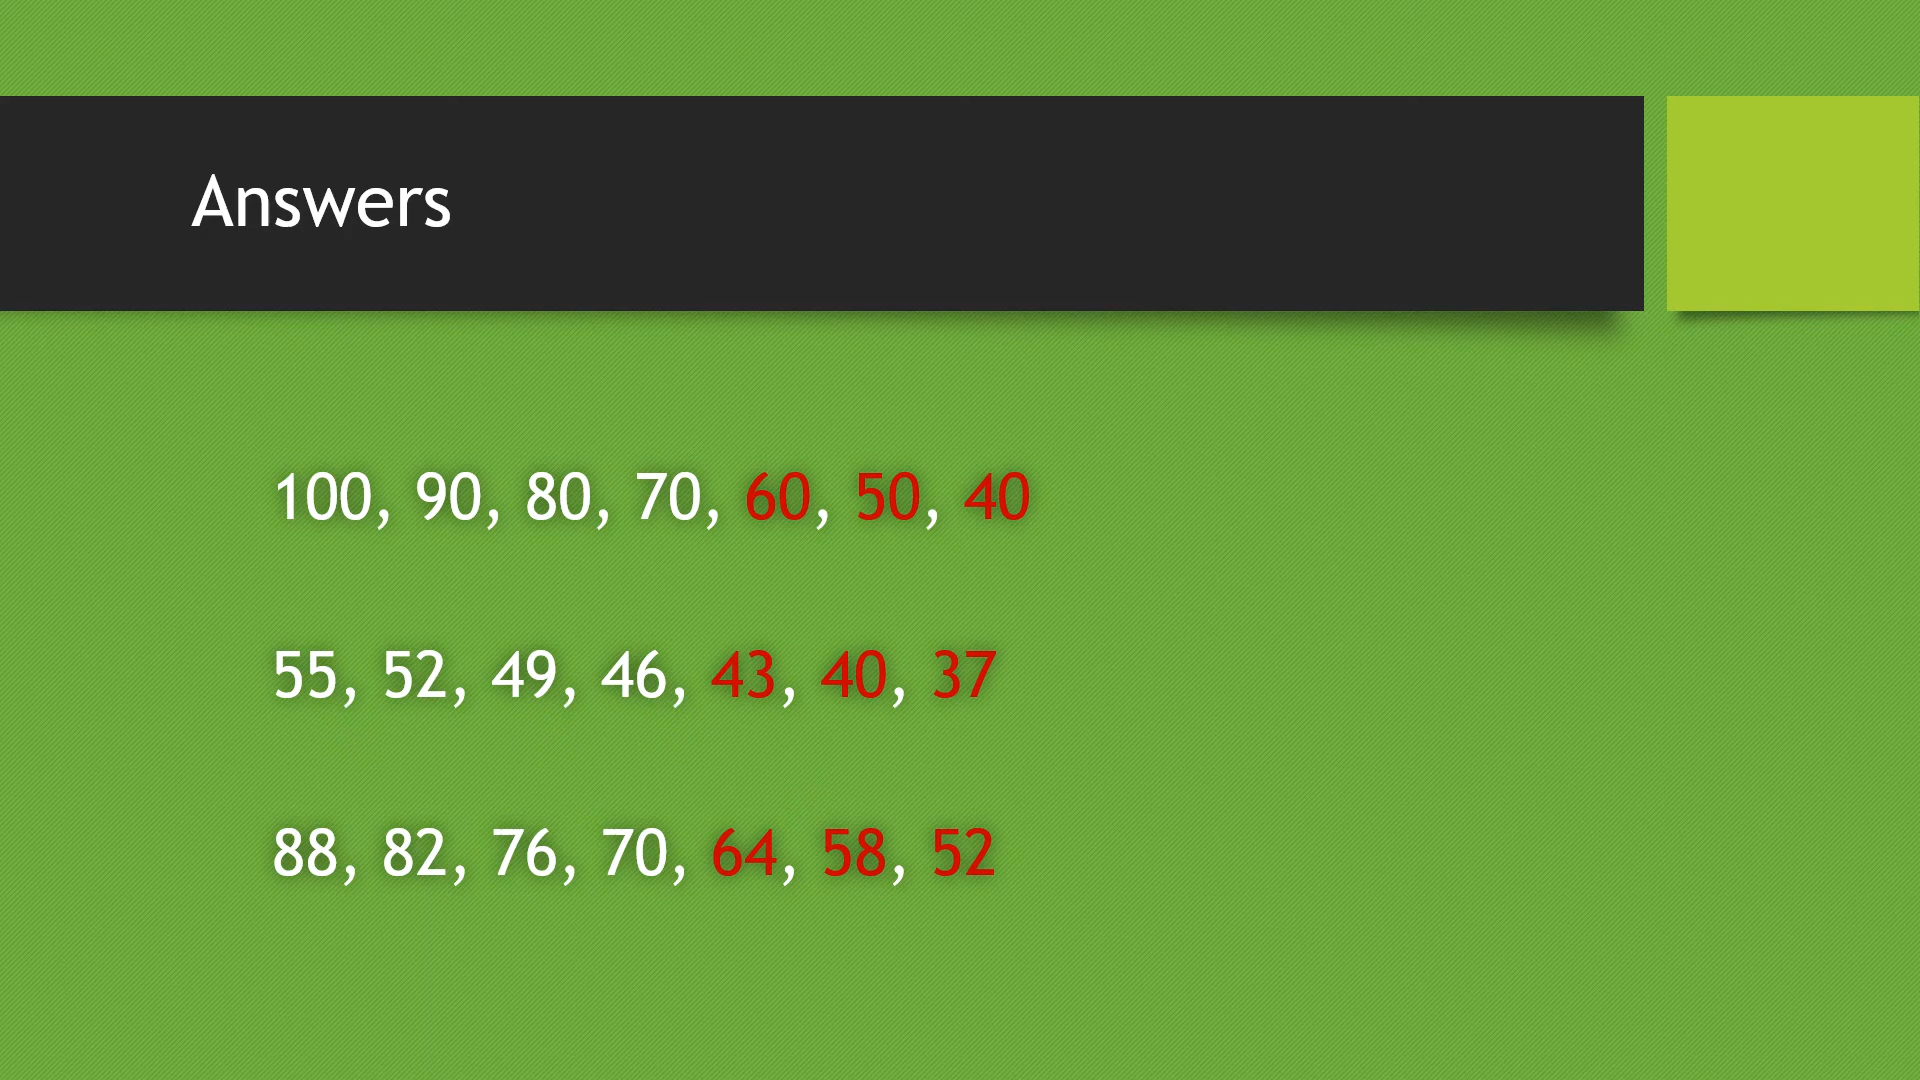 Answers
100, 90, 80, 70, 60, 50, 40
55, 52, 49, 46, 43, 40, 37
88, 82, 76, 70, 64, 58, 52